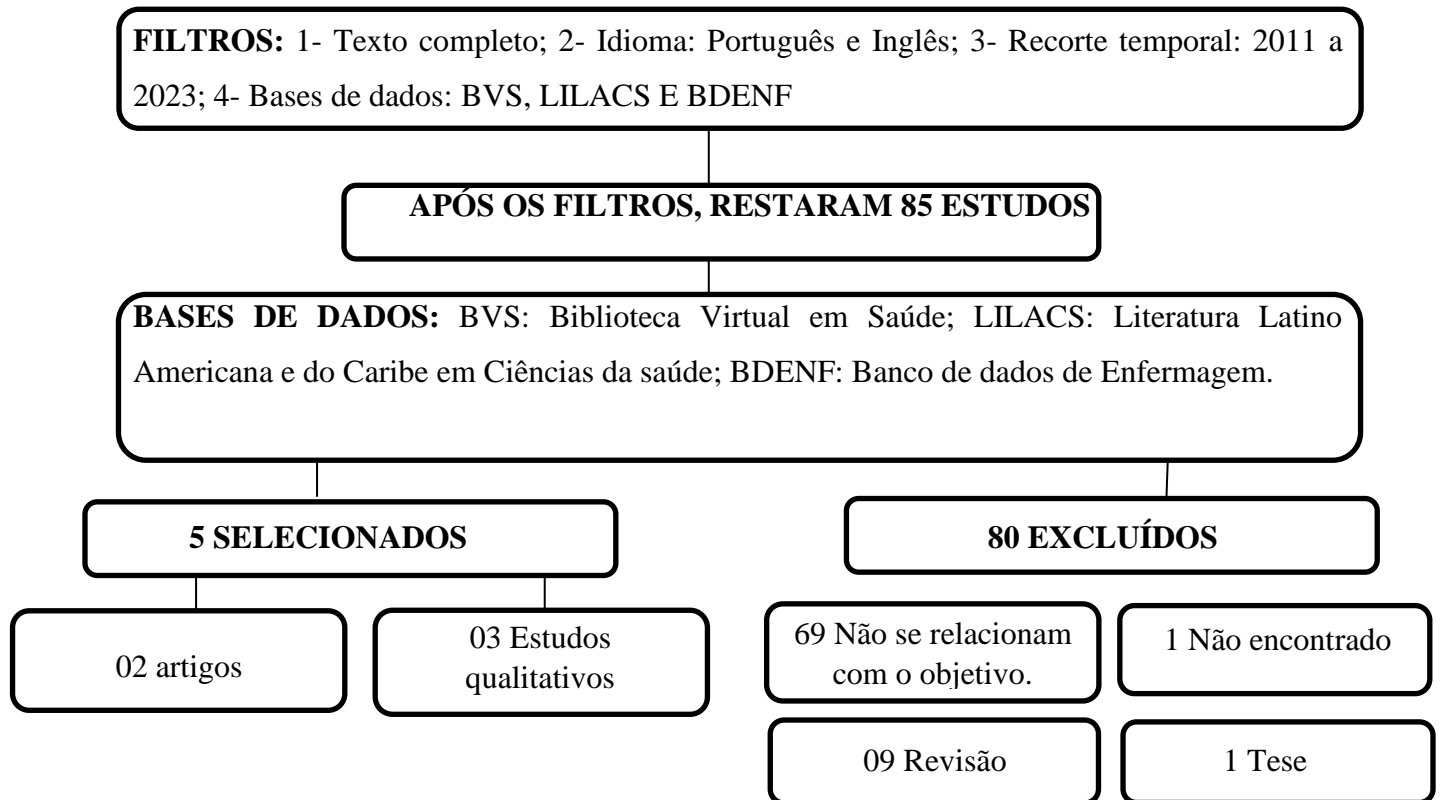 FILTROS: 1- Texto completo; 2- Idioma: Português e Inglês; 3- Recorte temporal: 2011 a
2023; 4- Bases de dados: BVS, LILACS E BDENF
APÓS OS FILTROS, RESTARAM 85 ESTUDOS
BASES DE DADOS: BVS: Biblioteca Virtual em Saúde; LILACS: Literatura Latino
Americana e do Caribe em Ciências da saúde; BDENF: Banco de dados de Enfermagem.
5 SELECIONADOS
80 EXCLUÍDOS
02 artigos
03 Estudos
qualitativos
69 Não se relacionam
com o objetivo.
1 Não encontrado
09 Revisão
1 Tese